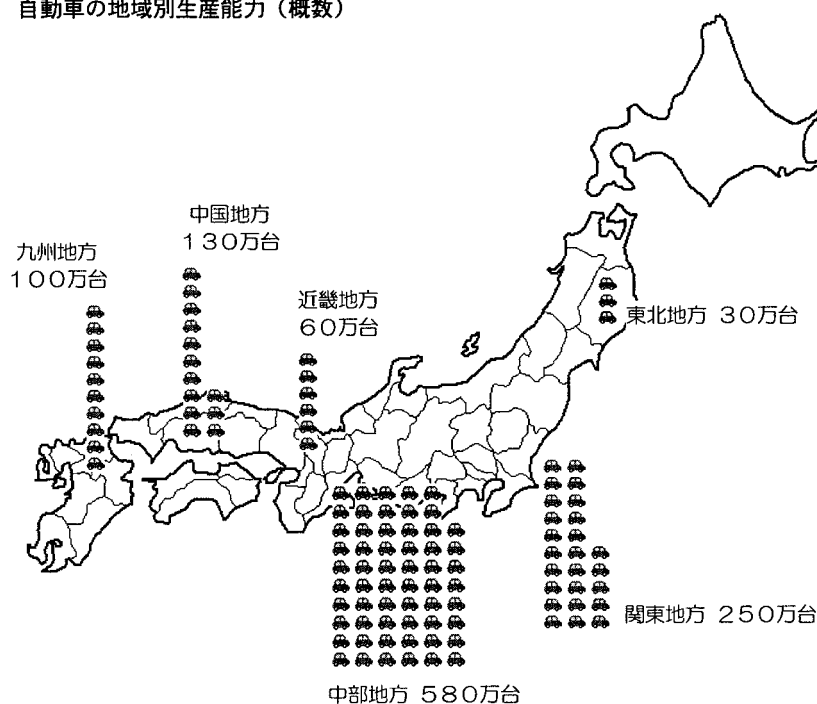 自動車の地域別生産能力（概数）
中国地方
１３０万台
九州地方
１００万台
近畿地方
６０万台
東北地方 ３０万台
関東地方 ２５０万台
中部地方 ５８０万台